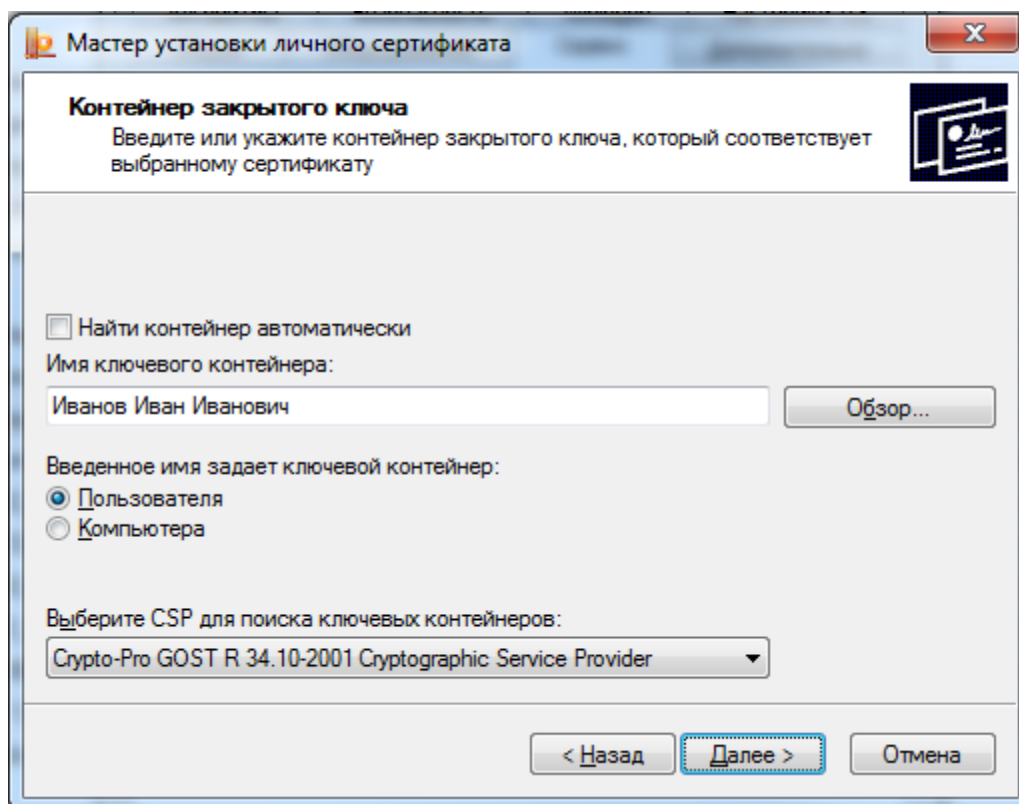 Мастер установки личного сертификата
Контейнер закрытого ключа
Введите или укажите контейнер закрытого ключа, который соответствует
выбранному сертификату
Найти контейнер автоматически
Имя ключевого контейнера:
Иванов Иван Иванович
Обзор...
Введенное имя задает ключевой контейнер:
Пользователя
Компьютера
Выберите CSP для поиска ключевых контейнеров:
Crypto-Pro GOST R 34.10-2001 Cryptographic Service Provider
< Назад
Далее >
Отмена